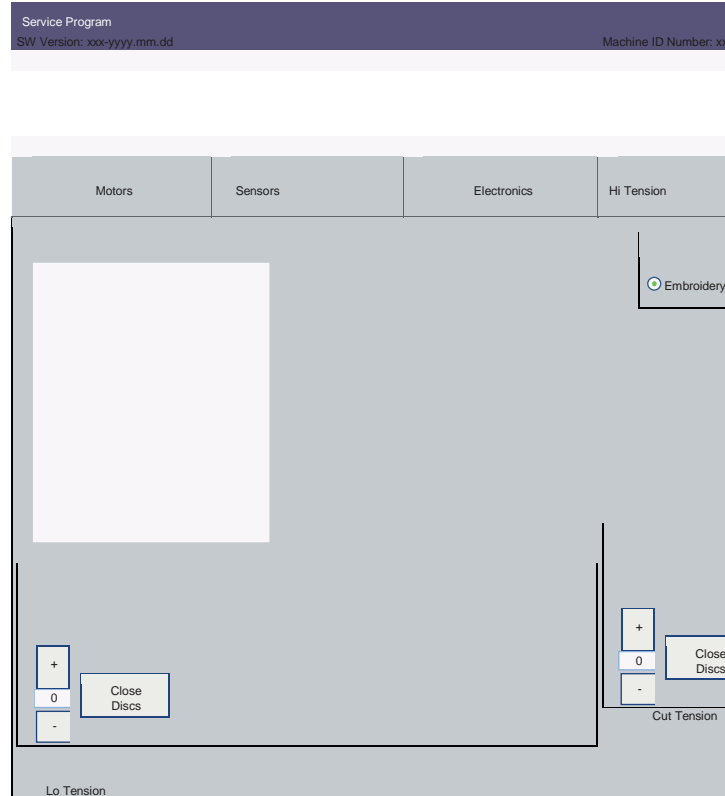 Service Program
SW Version: xxx-yyyy.mm.dd
Machine ID Number: xx
Motors
Sensors
Electronics
Hi Tension
Embroidery
+
0
-
Close
Discs
Cut Tension
+
0
-
Close
Discs
Lo Tension